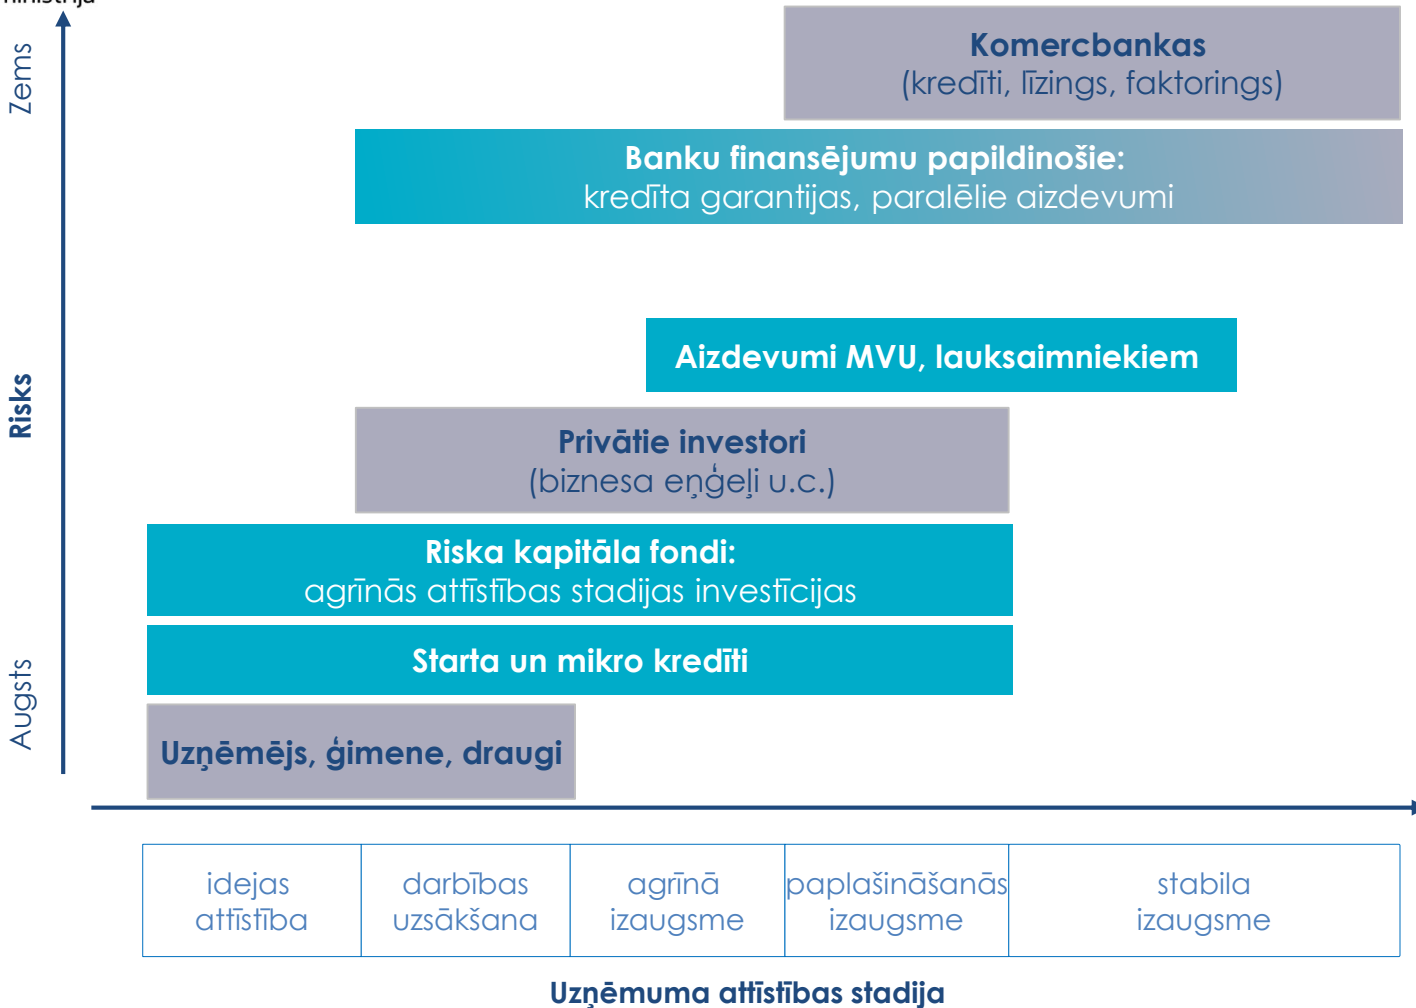 Zems
Komercbankas
(kredīti, līzings, faktorings)
Banku finansējumu papildinošie:
kredīta garantijas, paralēlie aizdevumi
Aizdevumi MVU, lauksaimniekiem
Risks
Privātie investori
(biznesa eņģeļi u.c.)
Riska kapitāla fondi:
agrīnās attīstības stadijas investīcijas
Starta un mikro kredīti
Augsts
Uzņēmējs, ģimene, draugi
idejas
attīstība
darbības
uzsākšana
agrīnā
izaugsme
paplašināšanās
izaugsme
stabila
izaugsme
Uzņēmuma attīstības stadija